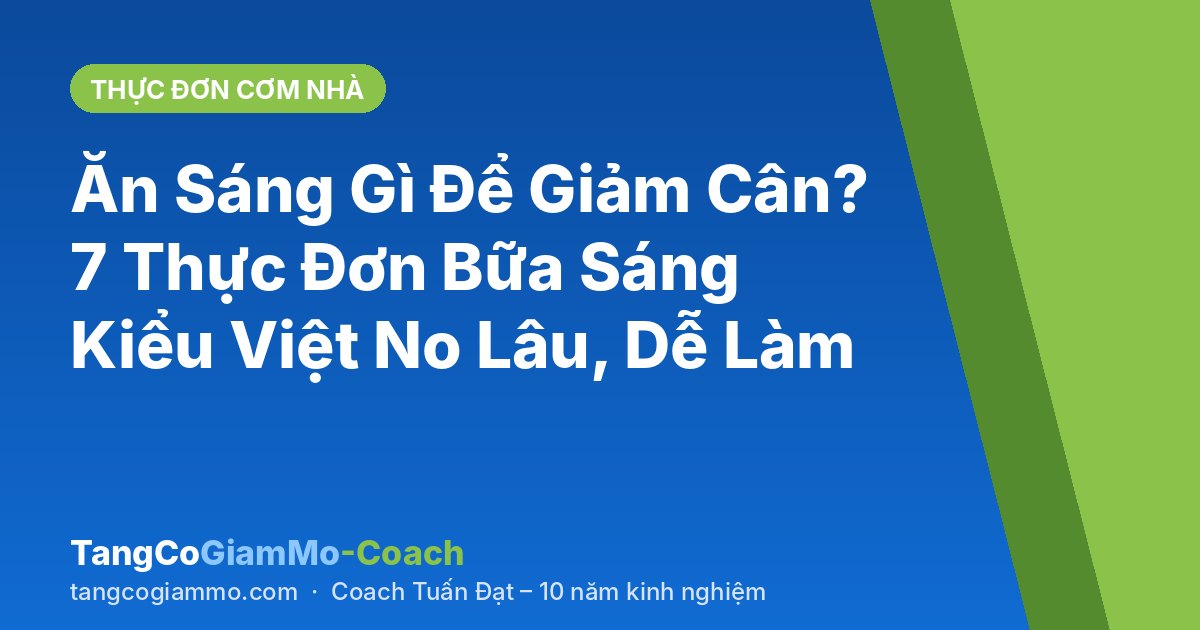 THỰC ĐƠN CƠM NHÀ
Ăn Sáng Gì Để Giảm Cân?
7 Thực Đơn Bữa Sáng
Kiểu Việt No Lâu, Dễ Làm
TangCoGiamMo-Coach
tangcogiammo.com · Coach Tuấn Đạt – 10 năm kinh nghiệm